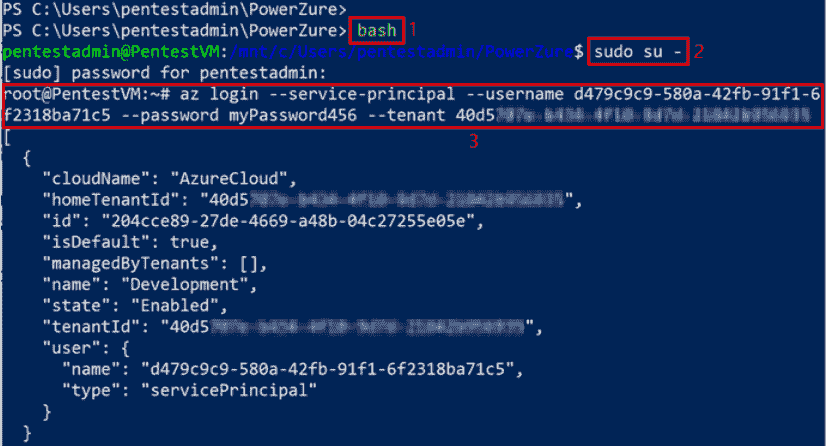 PS C:\Users\pentestadmin\PowerZure>
PS C:\Users\pentestadmin\PowerZure> bash 1
pentestadmin@PentestVM:/mnt/c/Users/pentestadmin/PowerZure$ sudo su - 2
[sudo] password for pentestadmin:
root@PentestVM:~# az login --service-principal --username d479c9c9-580a-42fb-91f1-6
f2318ba71c5 --password myPassword456 --tenant 40d5
3
[
{
"cloudName": "AzureCloud",
"homeTenantId": "40d5",
"id": "204cce89-27de-4669-a48b-04c27255e05e",
"isDefault": true,
"managedByTenants": [],
"name": "Development",
"state": "Enabled",
"tenantId": "40d5",
"user": {
"name": "d479c9c9-580a-42fb-91f1-6f2318ba71c5",
"type": "servicePrincipal"
}
}